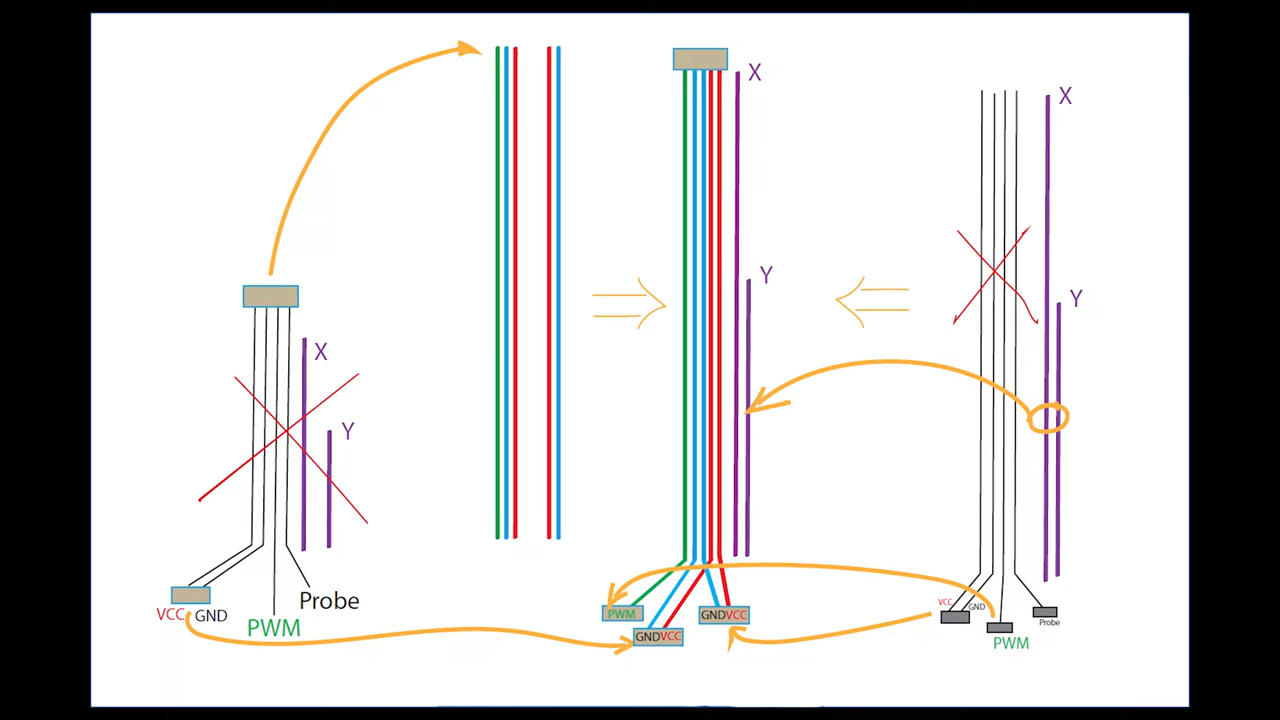 X
Y
VCC GND
PWM
Probe
X
Y
PWM
GNDVCC
GNDVCC
X
Y
VCC
GND
PWM
Probe